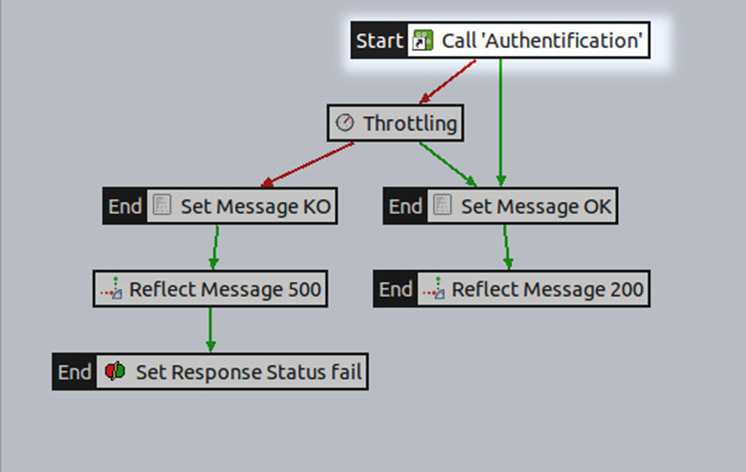 Start Call 'Authentification'
Throttling
End Set Message KO
End Set Message OK
Reflect Message 500
End Reflect Message 200
End Set Response Status fail